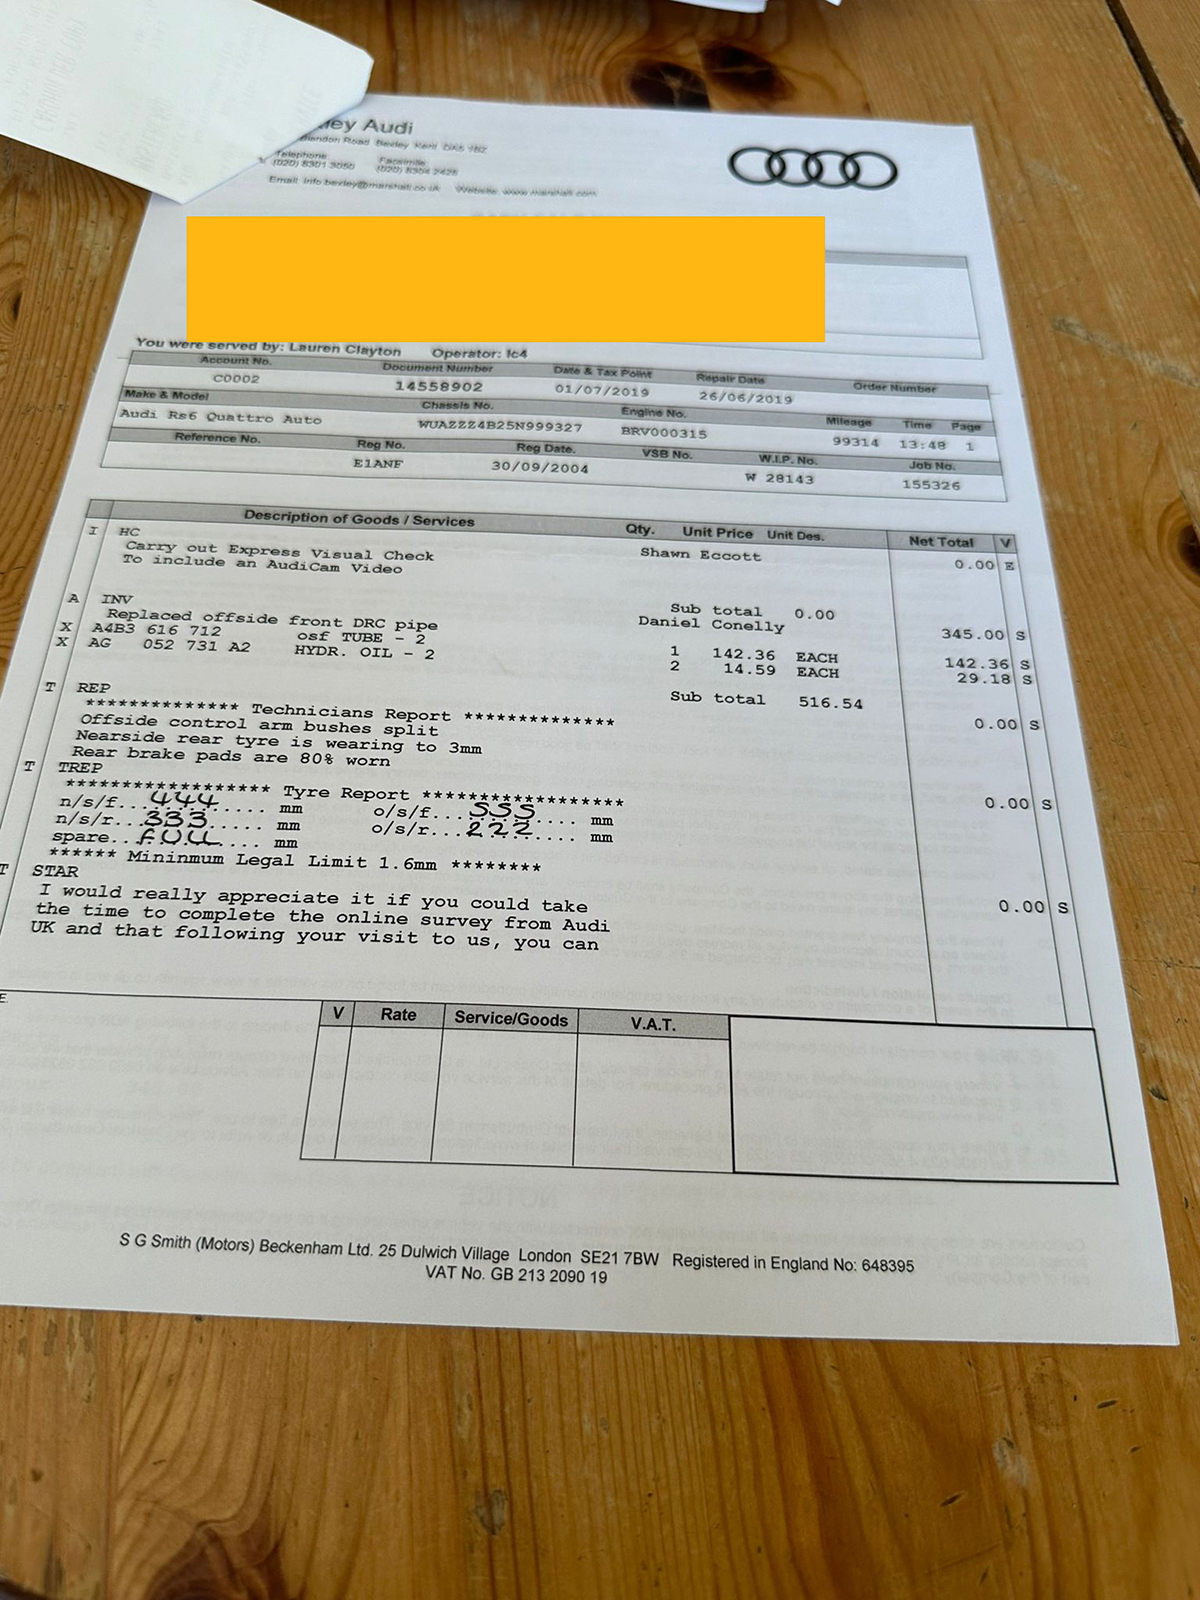 ley Audi
Road Bexley Kent DA5 1BZ
Telephone Facsimile
(020) 8301 3050 (020) 8304 2426
Email: info.bexley@marshall.co.uk Website: www.marshall.com
You were served by: Lauren Clayton Operator: lc4
Account No. Document Number Date & Tax Point Repair Date Order Number
C0002 14558902 01/07/2019 26/06/2019
Make & Model Chassis No. Engine No. Mileage Time Page
Audi Rs6 Quattro Auto WUAZZZ4B25N999327 BRV000315 99314 13:48 1
Reference No. Reg No. Reg Date. VSB No. W.I.P. No. Job No.
E1ANF 30/09/2004 W 28143 155326
Description of Goods / Services Qty. Unit Price Unit Des. Net Total V
I HC Shawn Eccott 0.00 E
Carry out Express Visual Check
To include an AudiCam Video
Sub total 0.00
A INV Daniel Conelly 345.00 S
Replaced offside front DRC pipe
X A4B3 616 712 osf TUBE - 2 1 142.36 EACH 142.36 S
X AG 052 731 A2 HYDR. OIL - 2 2 14.59 EACH 29.18 S
Sub total 516.54
T REP 0.00 S
************** Technicians Report **************
Offside control arm bushes split
Nearside rear tyre is wearing to 3mm
Rear brake pads are 80% worn
T TREP 0.00 S
****************** Tyre Report ******************
n/s/f...444..... mm o/s/f....555.... mm
n/s/r...333..... mm o/s/r...222.... mm
spare..FULL.... mm
****** Mininmum Legal Limit 1.6mm ********
T STAR 0.00 S
I would really appreciate it if you could take
the time to complete the online survey from Audi
UK and that following your visit to us, you can
E.
V Rate Service/Goods V.A.T.
S G Smith (Motors) Beckenham Ltd. 25 Dulwich Village London SE21 7BW Registered in England No: 648395
VAT No. GB 213 2090 19